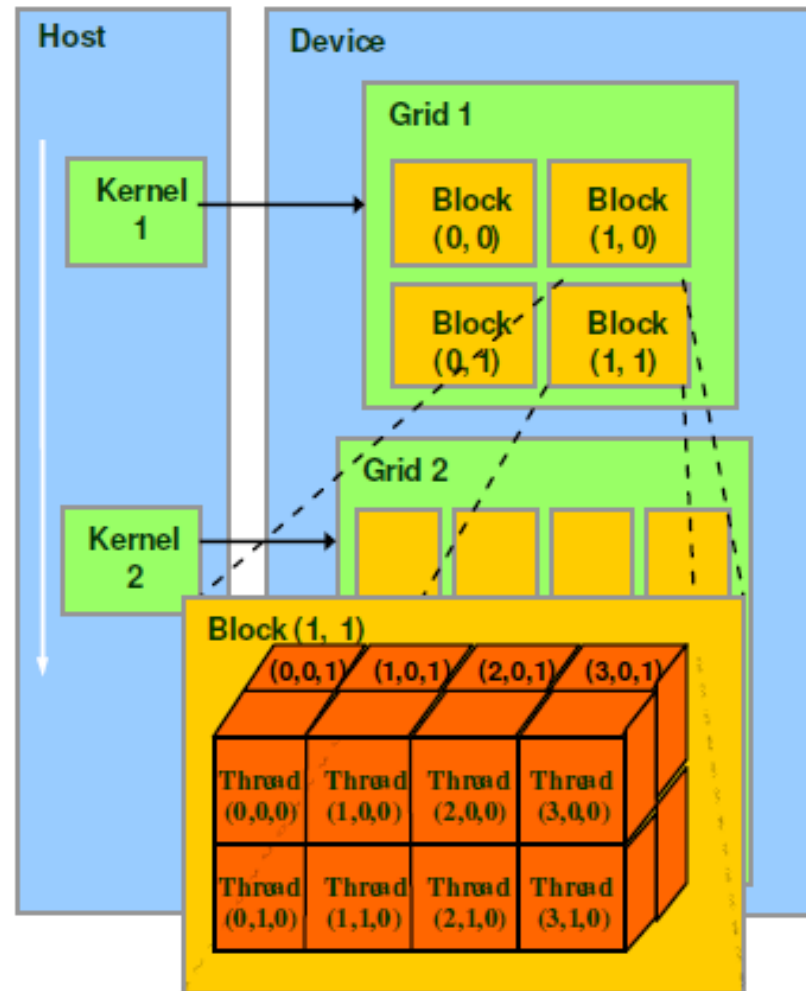 Host
Device
Grid 1
Kernel
1
Block
(0, 0)
Block
(1, 0)
Block
(0, 1)
Block
(1, 1)
Grid 2
Kernel
2
Block (1, 1)
(0,0,1)
(1,0,1)
(2,0,1)
(3,0,1)
Thread
(0,0,0)
Thread
(1,0,0)
Thread
(2,0,0)
Thread
(3,0,0)
Thread
(0,1,0)
Thread
(1,1,0)
Thread
(2,1,0)
Thread
(3,1,0)